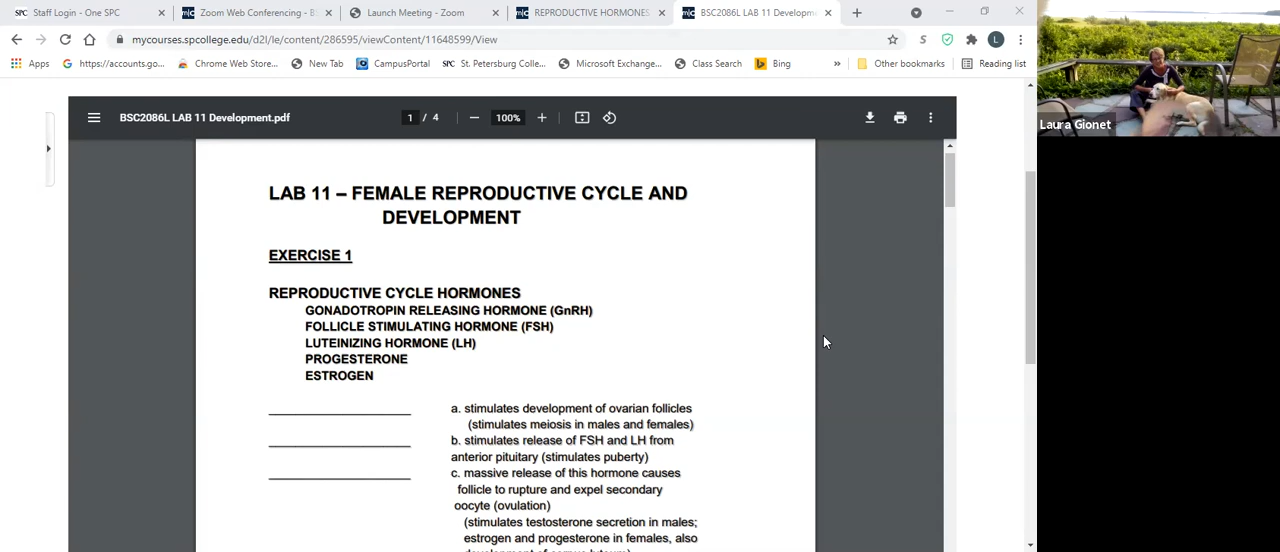 Staff Login - One SPC
Zoom Web Conferencing - BS
Launch Meeting - Zoom
REPRODUCTIVE HORMONES
BSC2086L LAB 11 Developm
mycourses.spcollege.edu/d2l/le/content/286595/viewContent/11648599/View
Apps
https://accounts.go...
Chrome Web Store...
New Tab
CampusPortal
SPC St. Petersburg Colle...
Microsoft Exchange...
Class Search
Bing
»
Other bookmarks
Reading list
BSC2086L LAB 11 Development.pdf
1 / 4
100%
Laura Gionet
LAB 11 – FEMALE REPRODUCTIVE CYCLE AND
DEVELOPMENT
EXERCISE 1
REPRODUCTIVE CYCLE HORMONES
GONADOTROPIN RELEASING HORMONE (GnRH)
FOLLICLE STIMULATING HORMONE (FSH)
LUTEINIZING HORMONE (LH)
PROGESTERONE
ESTROGEN
a. stimulates development of ovarian follicles
(stimulates meiosis in males and females)
b. stimulates release of FSH and LH from
anterior pituitary (stimulates puberty)
c. massive release of this hormone causes
follicle to rupture and expel secondary
oocyte (ovulation)
(stimulates testosterone secretion in males;
estrogen and progesterone in females, also